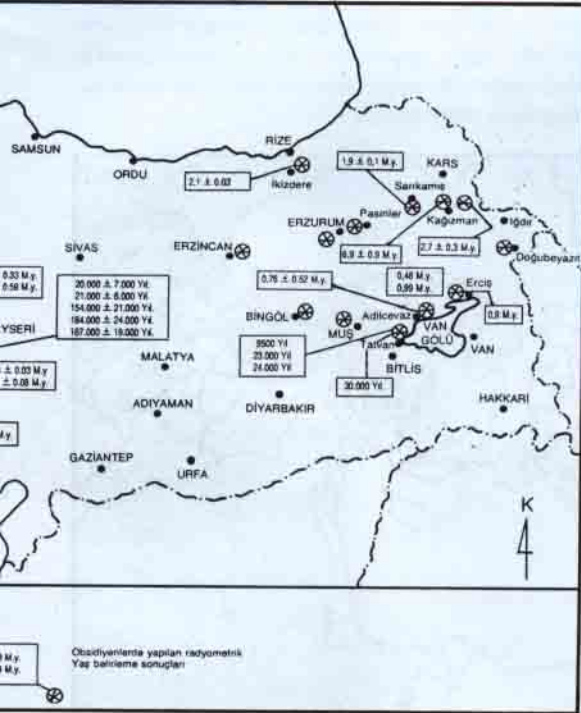 SAMSUN
ORDU
RİZE
2.1 ± 0.03
İkizdere
1,9 ± 0,1 M.y.
KARS
Sarıkamış
ERZURUM
Pasinler
Kağızman
Iğdır
6.9 ± 0.9 M.y.
2,7 ± 0,3 M.y.
Doğubeyazıt
SİVAS
ERZİNCAN
0.33 M.y.
0.58 M.y.
20.000 ± 7.000 Yıl.
21.000 ± 6.000 Yıl.
154.000 ± 21.000 Yıl.
184.000 ± 24.000 Yıl.
187.000 ± 19.000 Yıl.
0,76 ± 0.52 M.y.
0,46 M.y.
0,99 M.y.
Erciş
0,8 M.y.
YSERİ
BİNGÖL
MUŞ
Adilcevaz
VAN
GÖLÜ
Tatvan
VAN
BİTLİS
9500 Yıl
23.000 Yıl
24.000 Yıl
30.000 Yıl
± 0.03 M.y
± 0.08 M.y.
MALATYA
ADIYAMAN
DİYARBAKIR
HAKKARİ
M.y.
GAZİANTEP
URFA
K
M.y.
M.y.
Obsidiyenlerde yapılan radyometrik
Yaş belirleme sonuçları